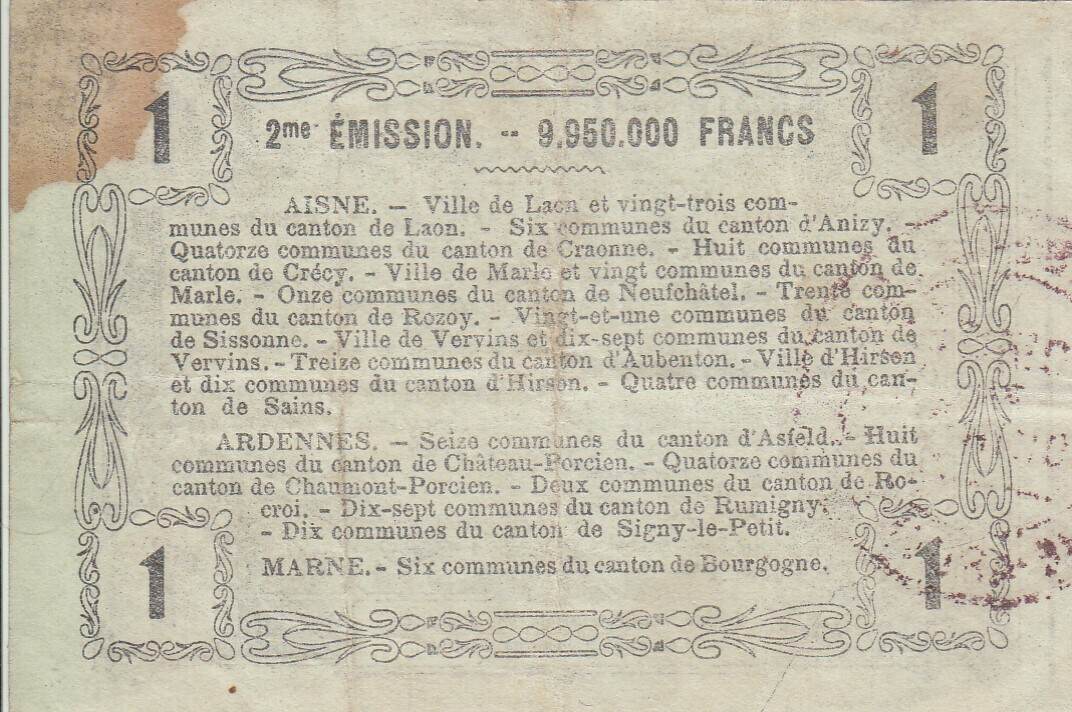 1 1
2me ÉMISSION. -- 9.950.000 FRANCS
AISNE. — Ville de Laon et vingt-trois com-
munes du canton de Laon. - Six communes du canton d'Anizy. -
Quatorze communes du canton de Craonne. - Huit communes du
canton de Crécy. - Ville de Marle et vingt communes du canton de
Marle. - Onze communes du canton de Neufchâtel. - Trente com-
munes du canton de Rozoy. - Vingt-et-une communes du canton
de Sissonne. - Ville de Vervins et dix-sept communes du canton de
Vervins. - Treize communes du canton d'Aubenton. - Ville d'Hirson
et dix communes du canton d'Hirson. - Quatre communes du can-
ton de Sains.
ARDENNES. — Seize communes du canton d'Asfeld. - Huit
communes du canton de Château-Porcien. - Quatorze communes du
canton de Chaumont-Porcien. - Deux communes du canton de Ro-
croi. - Dix-sept communes du canton de Rumigny.
- Dix communes du canton de Signy-le-Petit.
MARNE. - Six communes du canton de Bourgogne.
1 1